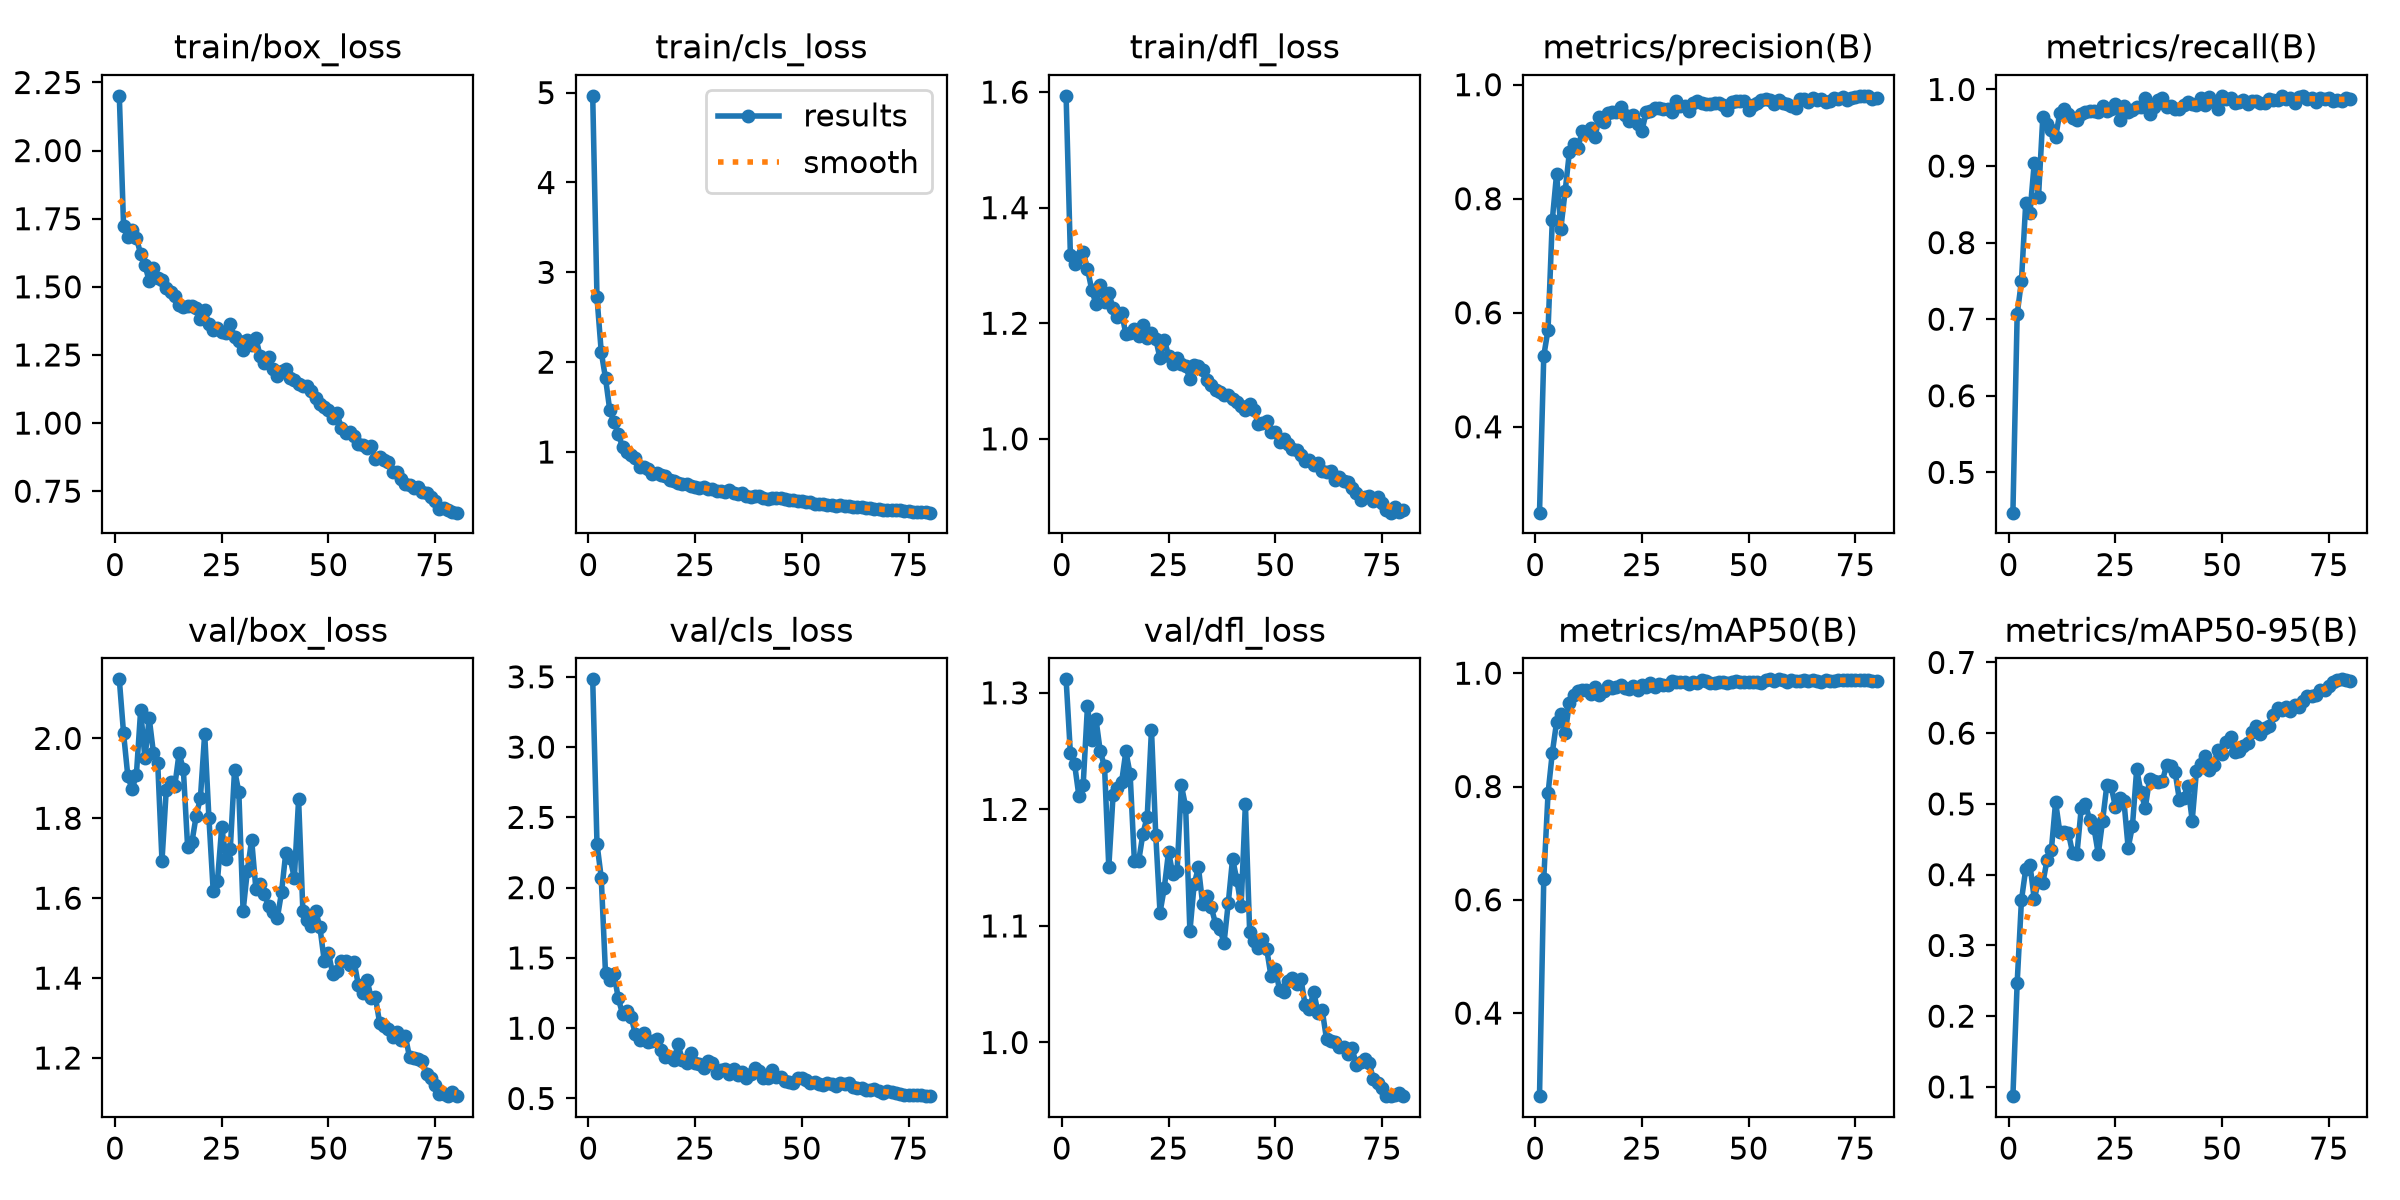 train/box_loss
2.25
2.00
1.75
1.50
1.25
1.00
0.75
0 25 50 75
train/cls_loss
results
smooth
5
4
3
2
1
0 25 50 75
train/dfl_loss
1.6
1.4
1.2
1.0
0 25 50 75
metrics/precision(B)
1.0
0.8
0.6
0.4
0 25 50 75
metrics/recall(B)
1.0
0.9
0.8
0.7
0.6
0.5
0 25 50 75
val/box_loss
2.0
1.8
1.6
1.4
1.2
0 25 50 75
val/cls_loss
3.5
3.0
2.5
2.0
1.5
1.0
0.5
0 25 50 75
val/dfl_loss
1.3
1.2
1.1
1.0
0 25 50 75
metrics/mAP50(B)
1.0
0.8
0.6
0.4
0 25 50 75
metrics/mAP50-95(B)
0.7
0.6
0.5
0.4
0.3
0.2
0.1
0 25 50 75